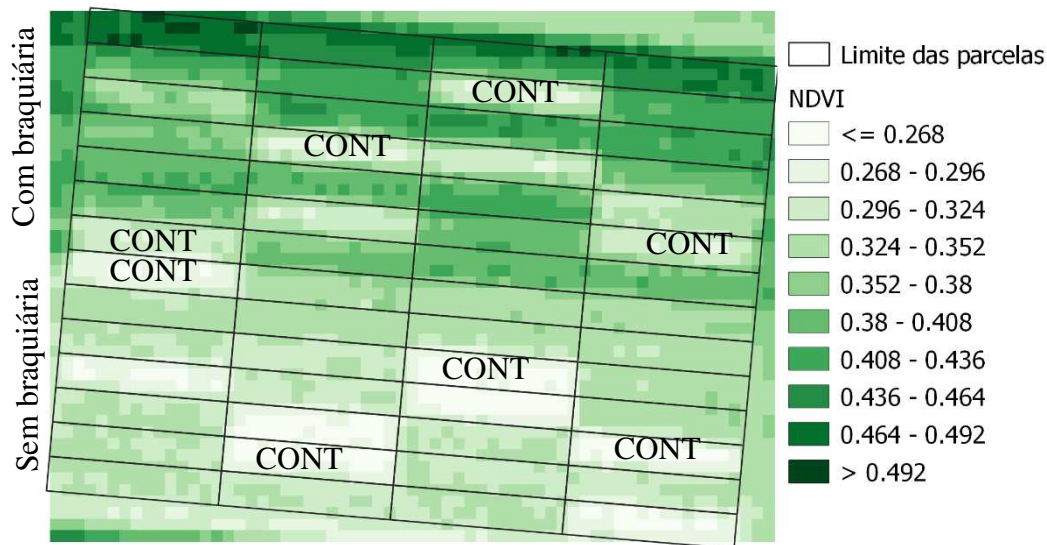 Com braquiária
Sem braquiária
CONT
CONT
CONT
CONT
CONT
CONT
CONT
CONT
Limite das parcelas
NDVI
<= 0.268
0.268 - 0.296
0.296 - 0.324
0.324 - 0.352
0.352 - 0.38
0.38 - 0.408
0.408 - 0.436
0.436 - 0.464
0.464 - 0.492
> 0.492